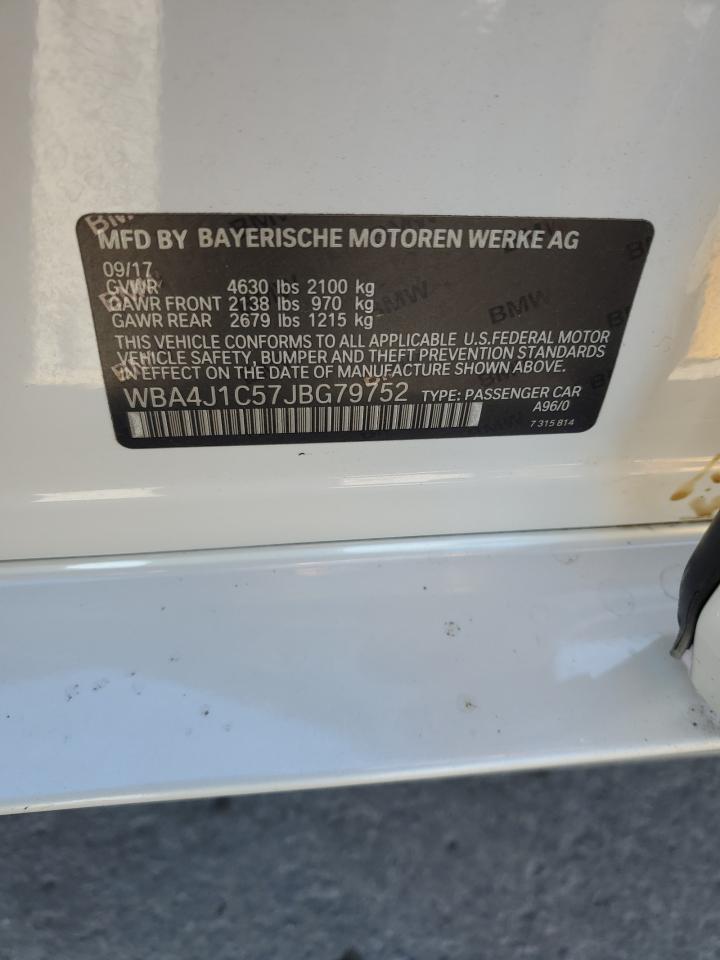 MFD BY BAYERISCHE MOTOREN WERKE AG
09/17
GVWR 4630 lbs 2100 kg
GAWR FRONT 2138 lbs 970 kg
GAWR REAR 2679 lbs 1215 kg
THIS VEHICLE CONFORMS TO ALL APPLICABLE U.S.FEDERAL MOTOR
VEHICLE SAFETY, BUMPER AND THEFT PREVENTION STANDARDS
IN EFFECT ON THE DATE OF MANUFACTURE SHOWN ABOVE.
WBA4J1C57JBG79752 TYPE: PASSENGER CAR
A96/0
7 315 814